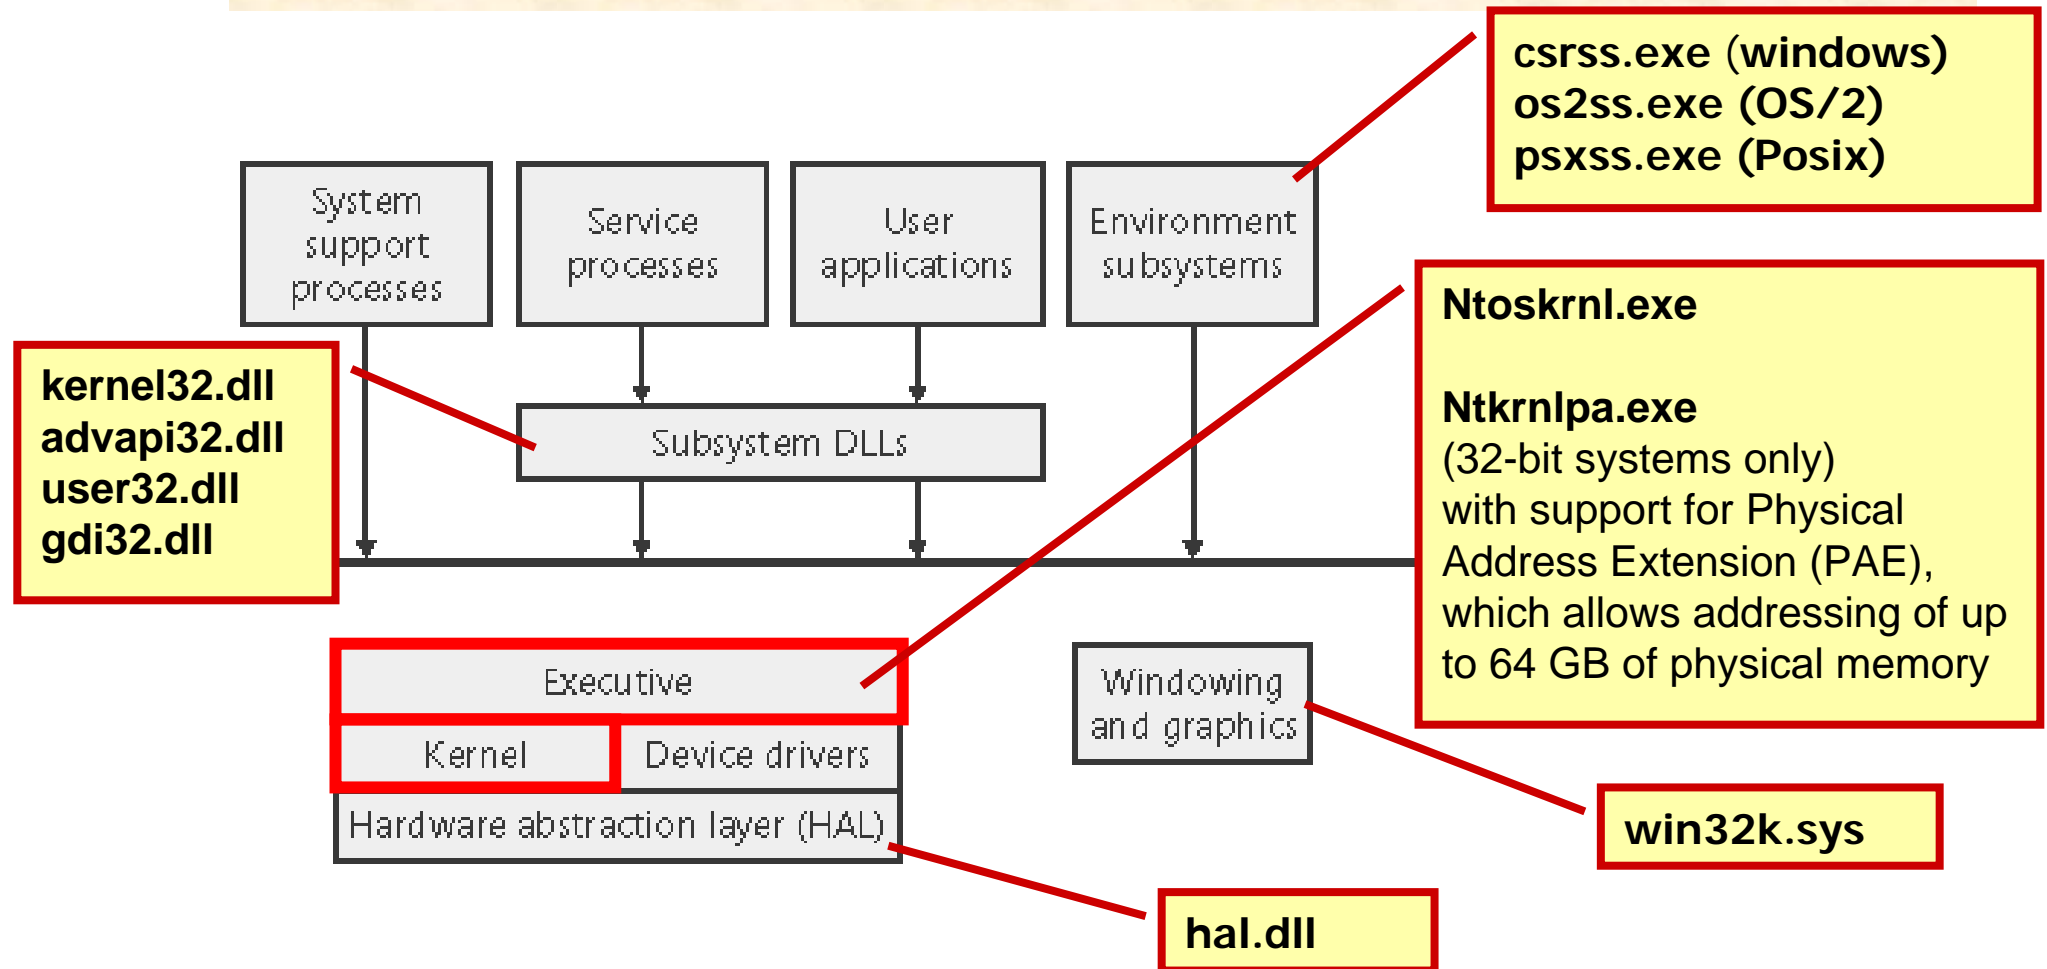 csrss.exe (windows)
os2ss.exe (OS/2)
psxss.exe (Posix)
System
support
processes
Service
processes
User
applications
Environment
subsystems
Ntoskrnl.exe
Ntkrnlpa.exe
(32-bit systems only)
with support for Physical
Address Extension (PAE),
which allows addressing of up
to 64 GB of physical memory
kernel32.dll
advapi32.dll
user32.dll
gdi32.dll
Subsystem DLLs
Executive
Kernel
Device drivers
Hardware abstraction layer (HAL)
Windowing
and graphics
win32k.sys
hal.dll